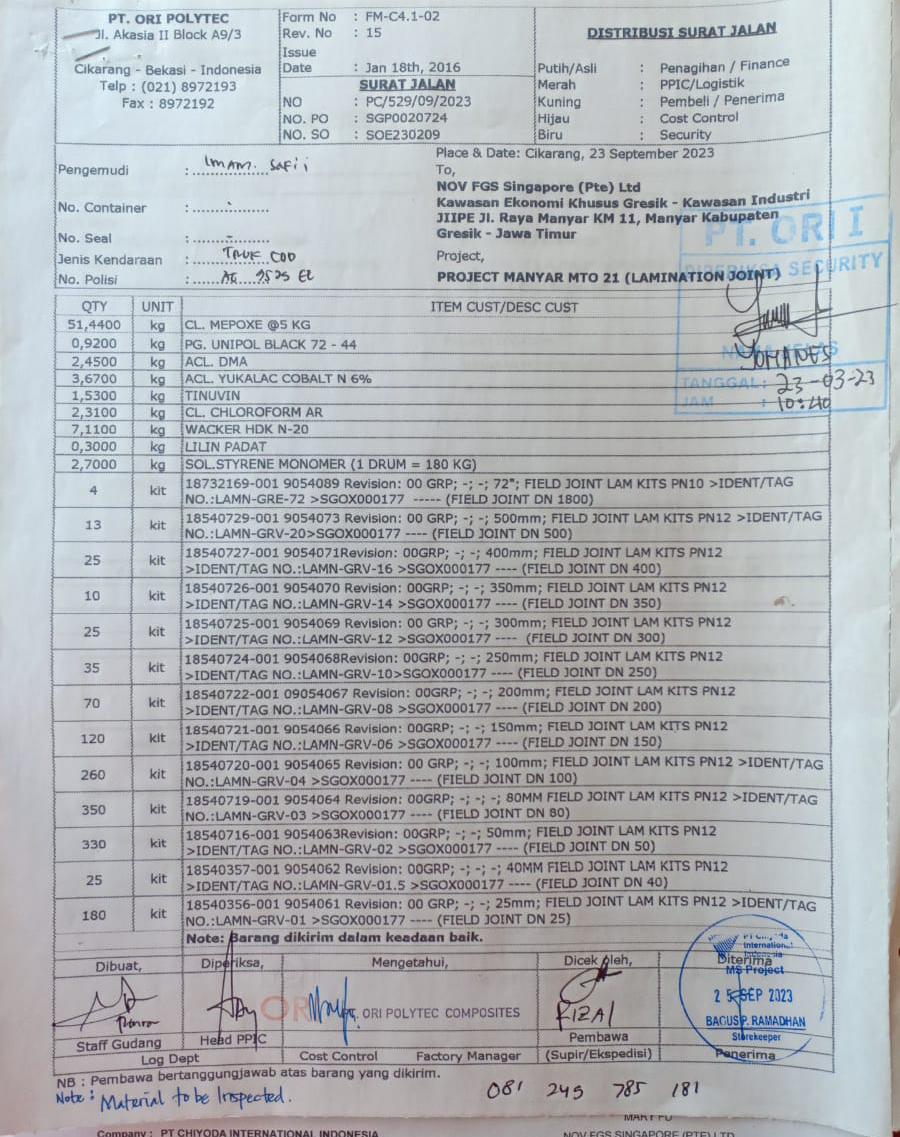 PT. ORI POLYTEC
Jl. Akasia II Block A9/3
Cikarang - Bekasi - Indonesia
Telp : (021) 8972193
Fax : 8972192
Form No : FM-C4.1-02
Rev. No : 15
Issue
Date : Jan 18th, 2016
SURAT JALAN
NO : PC/529/09/2023
NO. PO : SGP0020724
NO. SO : SOE230209
DISTRIBUSI SURAT JALAN
Putih/Asli : Penagihan / Finance
Merah : PPIC/Logistik
Kuning : Pembeli / Penerima
Hijau : Cost Control
Biru : Security
Pengemudi : Imam. Safii
No. Container : -
No. Seal : -
Jenis Kendaraan : Truk COD
No. Polisi : AG 9525 EL
Place & Date: Cikarang, 23 September 2023
To,
NOV FGS Singapore (Pte) Ltd
Kawasan Ekonomi Khusus Gresik - Kawasan Industri
JIIPE Jl. Raya Manyar KM 11, Manyar Kabupaten
Gresik - Jawa Timur
Project,
PROJECT MANYAR MTO 21 (LAMINATION JOINT)
PT. ORI I
DIPERIKSA SECURITY
YOHANES
TANGGAL : 23-03-23
JAM : 10:40
QTY UNIT ITEM CUST/DESC CUST
51,4400 kg CL. MEPOXE @5 KG
0,9200 kg PG. UNIPOL BLACK 72 - 44
2,4500 kg ACL. DMA
3,6700 kg ACL. YUKALAC COBALT N 6%
1,5300 kg TINUVIN
2,3100 kg CL. CHLOROFORM AR
7,1100 kg WACKER HDK N-20
0,3000 kg LILIN PADAT
2,7000 kg SOL.STYRENE MONOMER (1 DRUM = 180 KG)
4 kit 18732169-001 9054089 Revision: 00 GRP; -; -; 72"; FIELD JOINT LAM KITS PN10 >IDENT/TAG
NO.:LAMN-GRE-72 >SGOX000177 ----- (FIELD JOINT DN 1800)
13 kit 18540729-001 9054073 Revision: 00 GRP; -; -; 500mm; FIELD JOINT LAM KITS PN12 >IDENT/TAG
NO.:LAMN-GRV-20>SGOX000177 ---- (FIELD JOINT DN 500)
25 kit 18540727-001 9054071Revision: 00GRP; -; -; 400mm; FIELD JOINT LAM KITS PN12
>IDENT/TAG NO.:LAMN-GRV-16 >SGOX000177 ---- (FIELD JOINT DN 400)
10 kit 18540726-001 9054070 Revision: 00GRP; -; -; 350mm; FIELD JOINT LAM KITS PN12
>IDENT/TAG NO.:LAMN-GRV-14 >SGOX000177 ---- (FIELD JOINT DN 350)
25 kit 18540725-001 9054069 Revision: 00GRP; -; -; 300mm; FIELD JOINT LAM KITS PN12
>IDENT/TAG NO.:LAMN-GRV-12 >SGOX000177 ---- (FIELD JOINT DN 300)
35 kit 18540724-001 9054068Revision: 00GRP; -; -; 250mm; FIELD JOINT LAM KITS PN12
>IDENT/TAG NO.:LAMN-GRV-10>SGOX000177 ---- (FIELD JOINT DN 250)
70 kit 18540722-001 09054067 Revision: 00GRP; -; -; 200mm; FIELD JOINT LAM KITS PN12
>IDENT/TAG NO.:LAMN-GRV-08 >SGOX000177 ---- (FIELD JOINT DN 200)
120 kit 18540721-001 9054066 Revision: 00GRP; -; -; 150mm; FIELD JOINT LAM KITS PN12
>IDENT/TAG NO.:LAMN-GRV-06 >SGOX000177 ---- (FIELD JOINT DN 150)
260 kit 18540720-001 9054065 Revision: 00 GRP; -; -; 100mm; FIELD JOINT LAM KITS PN12 >IDENT/TAG
NO.:LAMN-GRV-04 >SGOX000177 ---- (FIELD JOINT DN 100)
350 kit 18540719-001 9054064 Revision: 00GRP; -; -; -; 80MM FIELD JOINT LAM KITS PN12 >IDENT/TAG
NO.:LAMN-GRV-03 >SGOX000177 ---- (FIELD JOINT DN 80)
330 kit 18540716-001 9054063Revision: 00GRP; -; -; 50mm; FIELD JOINT LAM KITS PN12
>IDENT/TAG NO.:LAMN-GRV-02 >SGOX000177 ---- (FIELD JOINT DN 50)
25 kit 18540357-001 9054062 Revision: 00GRP; -; -; -; 40MM FIELD JOINT LAM KITS PN12
>IDENT/TAG NO.:LAMN-GRV-01.5 >SGOX000177 ---- (FIELD JOINT DN 40)
180 kit 18540356-001 9054061 Revision: 00 GRP; -; -; 25mm; FIELD JOINT LAM KITS PN12 >IDENT/TAG
NO.:LAMN-GRV-01 >SGOX000177 ---- (FIELD JOINT DN 25)
Note: Barang dikirim dalam keadaan baik.
Dibuat, Diperiksa, Mengetahui, Dicek oleh, Diterima
PT Chiyoda
International
Indonesia
MS Project
25 SEP 2023
BAGUS P. RAMADHAN
Storekeeper
ORI POLYTEC COMPOSITES
RIZAL
Staff Gudang Head PPIC Pembawa
Log Dept Cost Control Factory Manager (Supir/Ekspedisi) Penerima
NB : Pembawa bertanggungjawab atas barang yang dikirim.
Note : Material to be Inspected.
081 249 785 181
Company : PT CHIYODA INTERNATIONAL INDONESIA
NOV FGS SINGAPORE (PTE) LTD